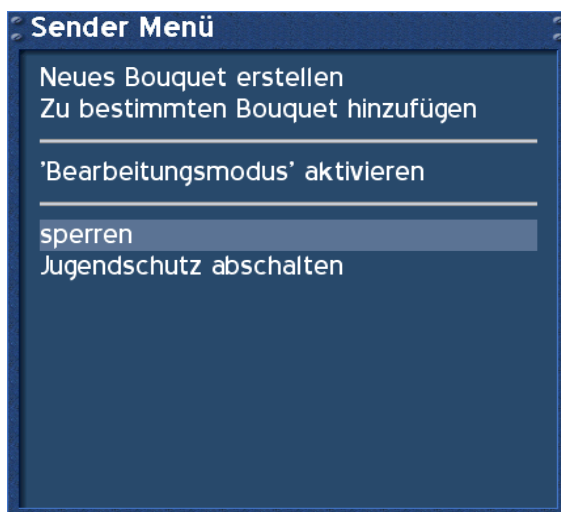 Sender Menü
Neues Bouquet erstellen
Zu bestimmten Bouquet hinzufügen
'Bearbeitungsmodus' aktivieren
sperren
Jugendschutz abschalten